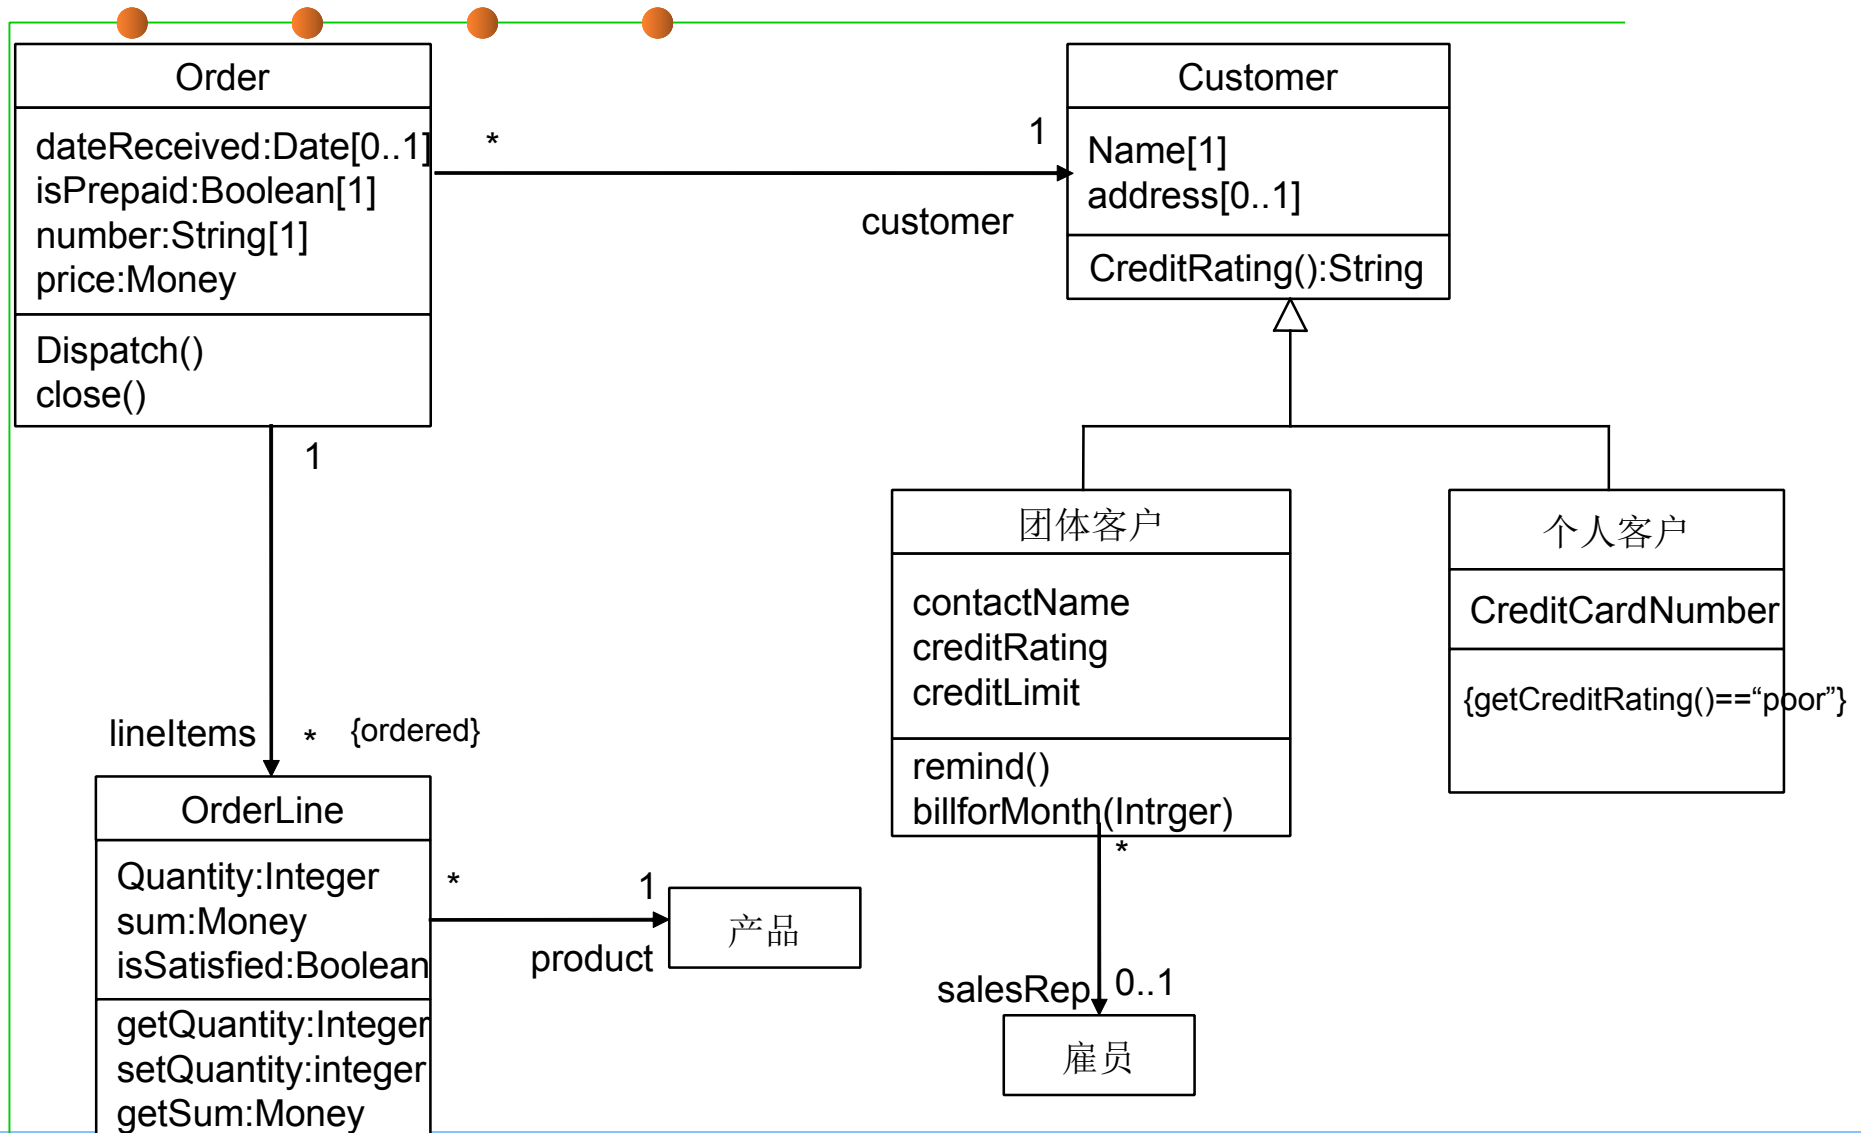 Order
dateReceived:Date[0..1]
isPrepaid:Boolean[1]
number:String[1]
price:Money
Dispatch()
close()
*
1
customer
Customer
Name[1]
address[0..1]
CreditRating():String
1
lineItems
*
{ordered}
团体客户
contactName
creditRating
creditLimit
remind()
billforMonth(Intrger)
个人客户
CreditCardNumber
{getCreditRating()==“poor”}
OrderLine
Quantity:Integer
sum:Money
isSatisfied:Boolean
getQuantity:Integer
setQuantity:integer
getSum:Money
*
1
product
产品
*
salesRep
0..1
雇员